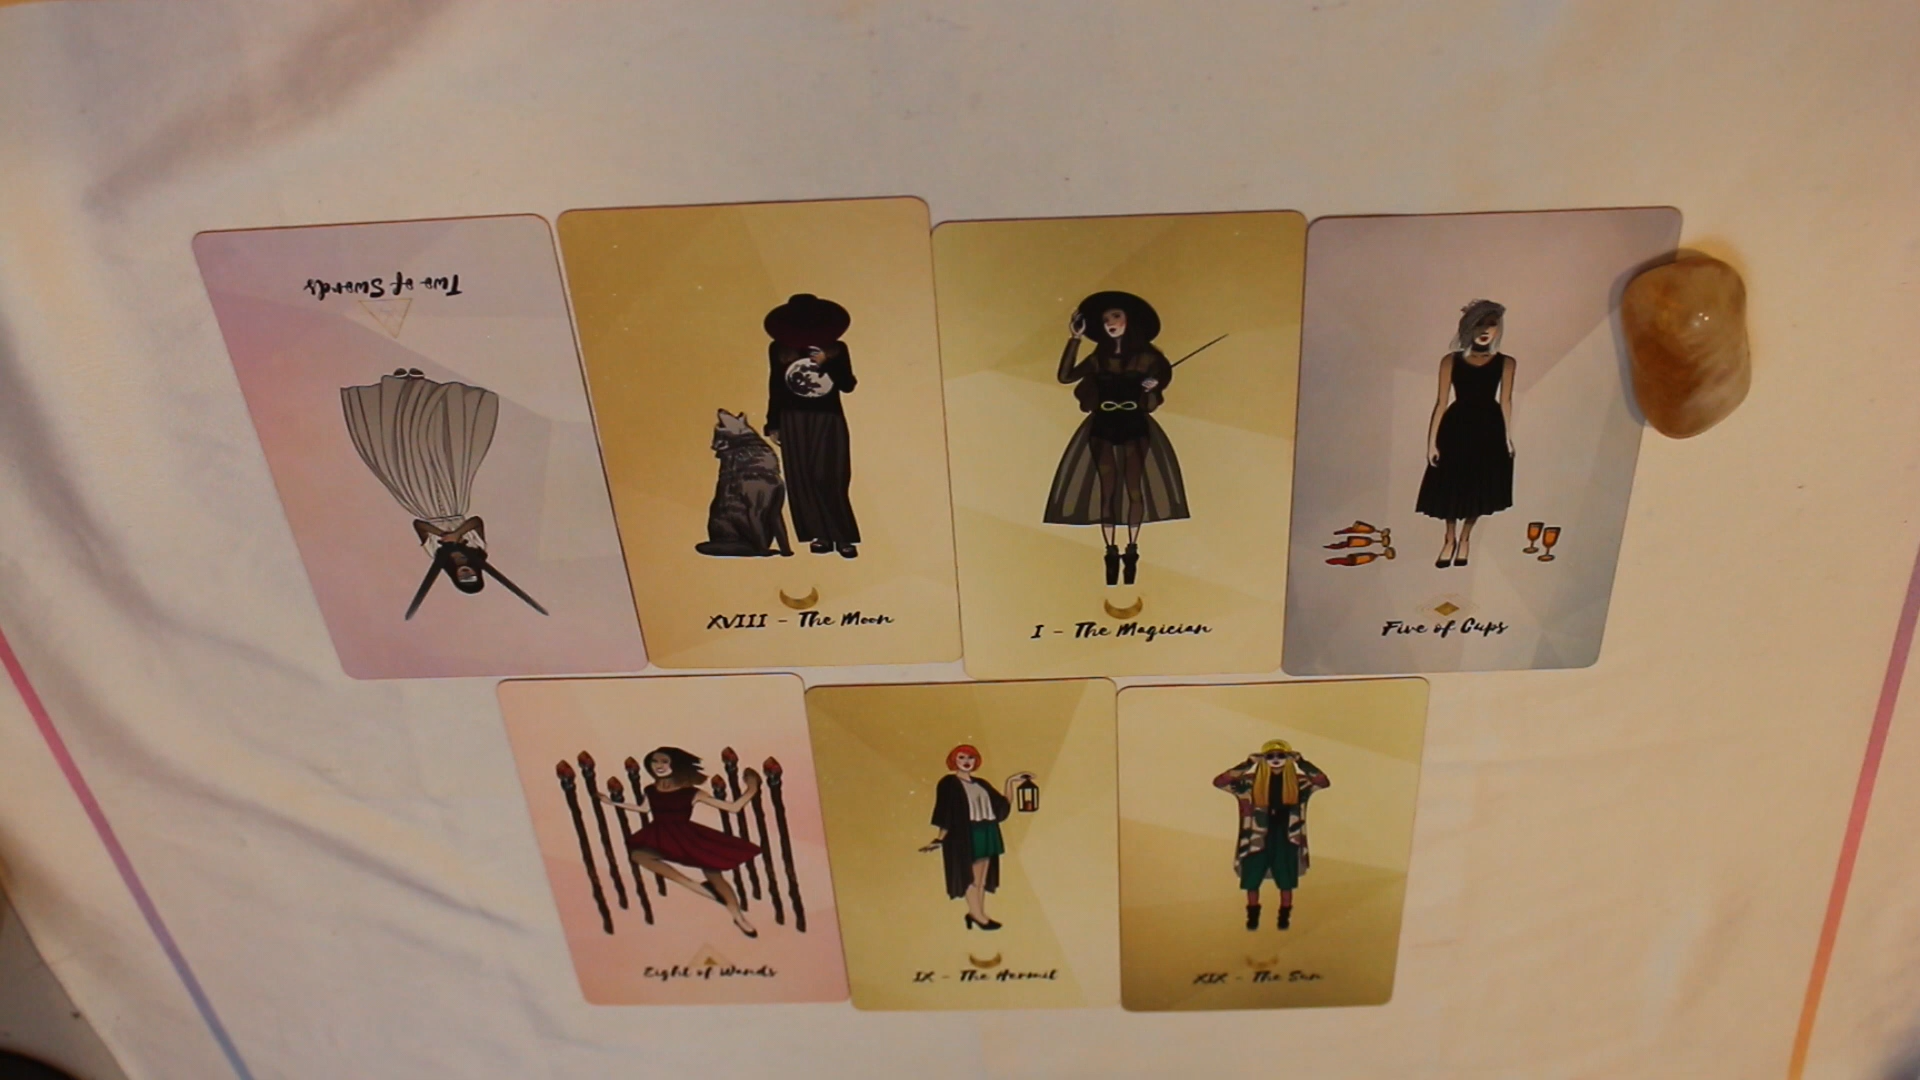 Two of Swords
XVIII - The Moon
I - The Magician
Five of Cups
Eight of Wands
IX - The Hermit
XIX - The Sun